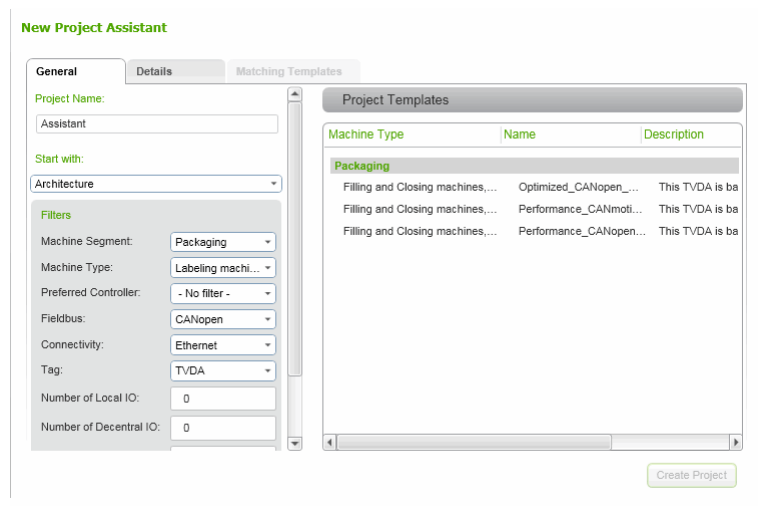 New Project Assistant
General Details Matching Templates
Project Name:
Assistant
Start with:
Architecture
Filters
Machine Segment: Packaging
Machine Type: Labeling machi...
Preferred Controller: - No filter -
Fieldbus: CANopen
Connectivity: Ethernet
Tag: TVDA
Number of Local IO: 0
Number of Decentral IO: 0
Project Templates
Machine Type Name Description
Packaging
Filling and Closing machines,... Optimized_CANopen_... This TVDA is ba
Filling and Closing machines,... Performance_CANmoti... This TVDA is ba
Filling and Closing machines,... Performance_CANopen... This TVDA is ba
Create Project